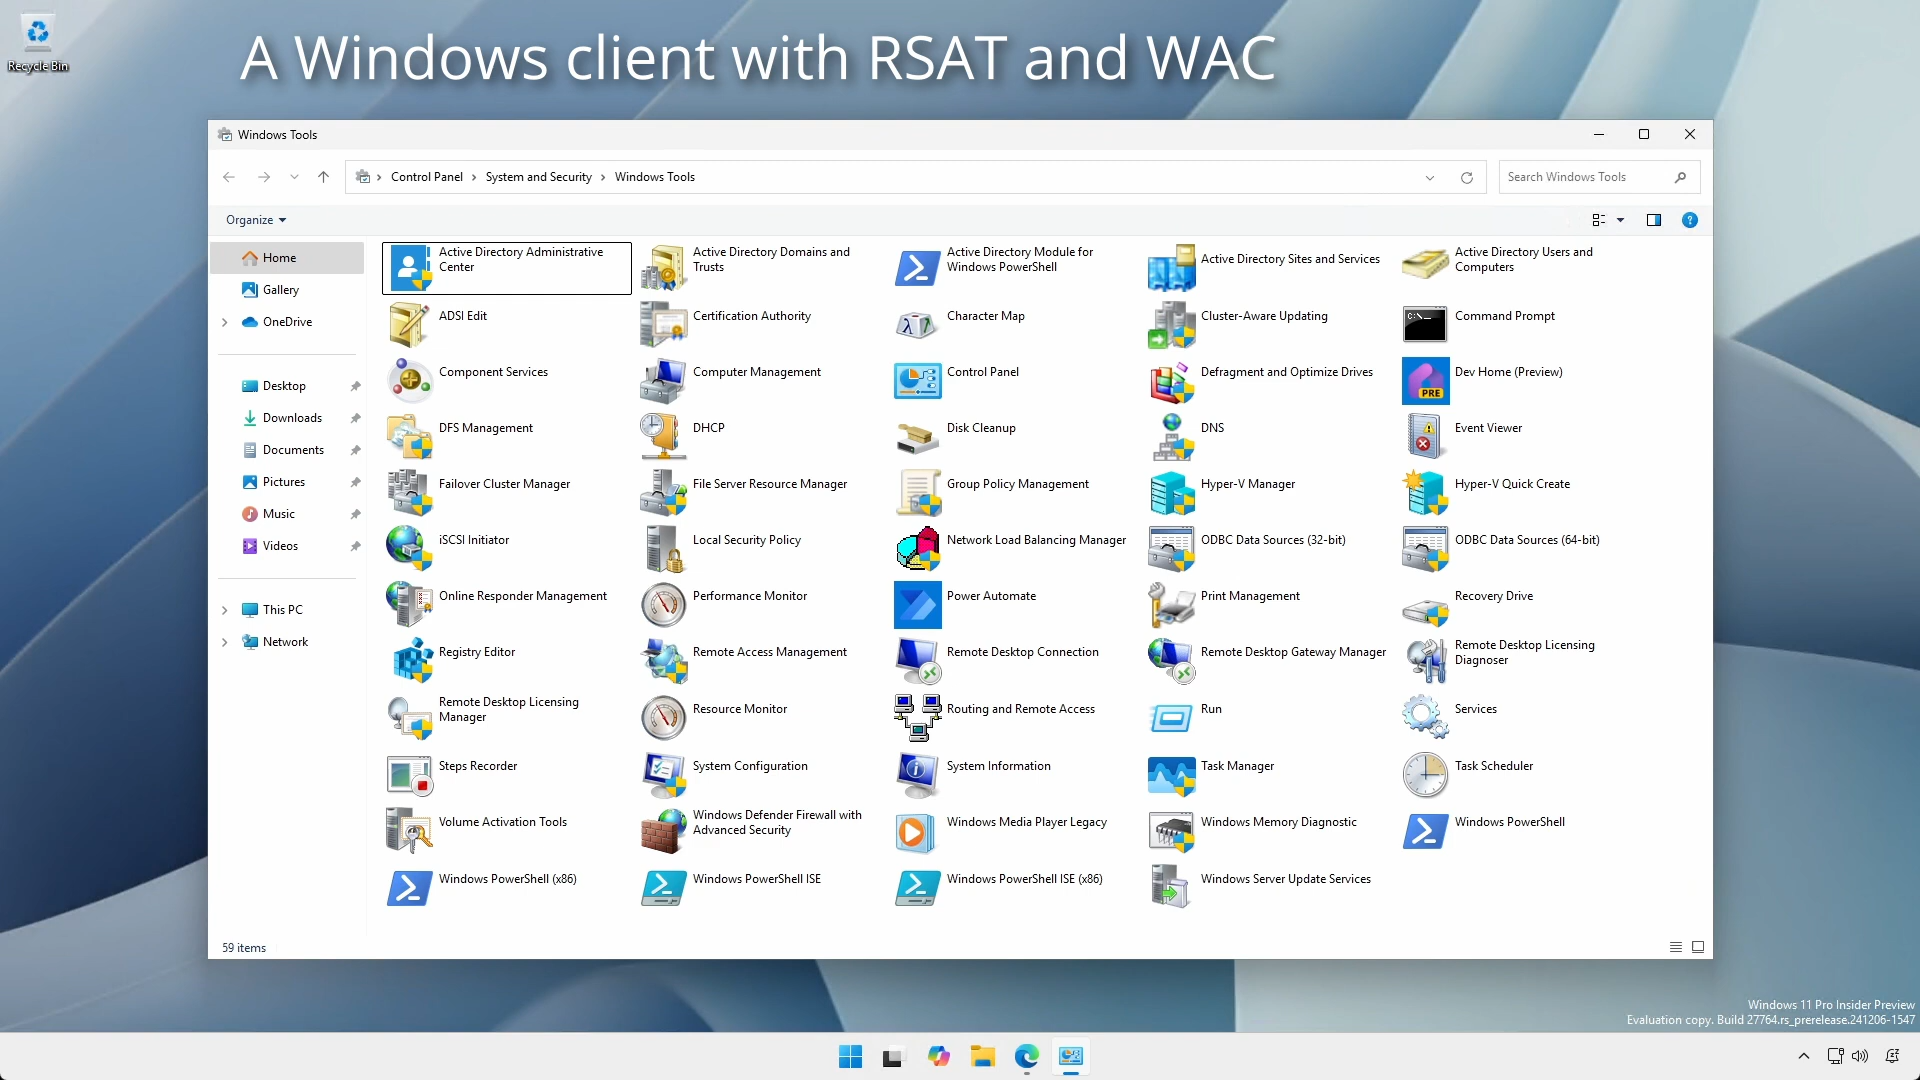 Recycle Bin
A Windows client with RSAT and WAC
Windows Tools
Control Panel
System and Security
Windows Tools
Search Windows Tools
Organize
Home
Gallery
OneDrive
Desktop
Downloads
Documents
Pictures
Music
Videos
This PC
Network
Active Directory Administrative
Center
Active Directory Domains and
Trusts
Active Directory Module for
Windows PowerShell
Active Directory Sites and Services
Active Directory Users and
Computers
ADSI Edit
Certification Authority
Character Map
Cluster-Aware Updating
Command Prompt
Component Services
Computer Management
Control Panel
Defragment and Optimize Drives
PRE
Dev Home (Preview)
DFS Management
DHCP
Disk Cleanup
DNS
Event Viewer
Failover Cluster Manager
File Server Resource Manager
Group Policy Management
Hyper-V Manager
Hyper-V Quick Create
iSCSI Initiator
Local Security Policy
Network Load Balancing Manager
ODBC Data Sources (32-bit)
ODBC Data Sources (64-bit)
Online Responder Management
Performance Monitor
Power Automate
Print Management
Recovery Drive
Registry Editor
Remote Access Management
Remote Desktop Connection
Remote Desktop Gateway Manager
Remote Desktop Licensing
Diagnoser
Remote Desktop Licensing
Manager
Resource Monitor
Routing and Remote Access
Run
Services
Steps Recorder
System Configuration
System Information
Task Manager
Task Scheduler
Volume Activation Tools
Windows Defender Firewall with
Advanced Security
Windows Media Player Legacy
Windows Memory Diagnostic
Windows PowerShell
Windows PowerShell (x86)
Windows PowerShell ISE
Windows PowerShell ISE (x86)
Windows Server Update Services
59 items
Windows 11 Pro Insider Preview
Evaluation copy. Build 27764.rs_prerelease.241206-1547